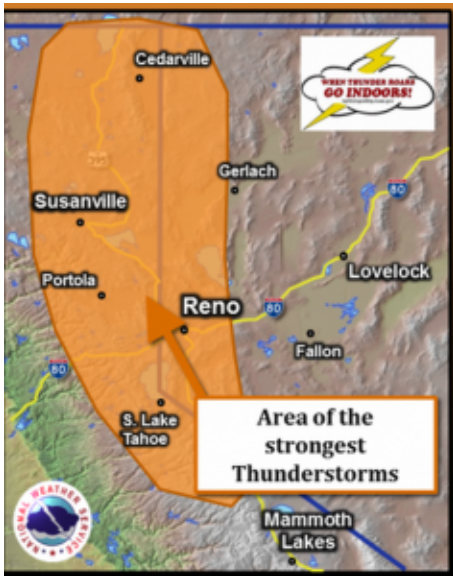 Cedarville
WHEN THUNDER ROARS
GO INDOORS!
Gerlach
395
80
Susanville
Lovelock
Portola
Reno
80
Fallon
80
S. Lake
Tahoe
Area of the
strongest
Thunderstorms
NATIONAL WEATHER SERVICE
Mammoth
Lakes